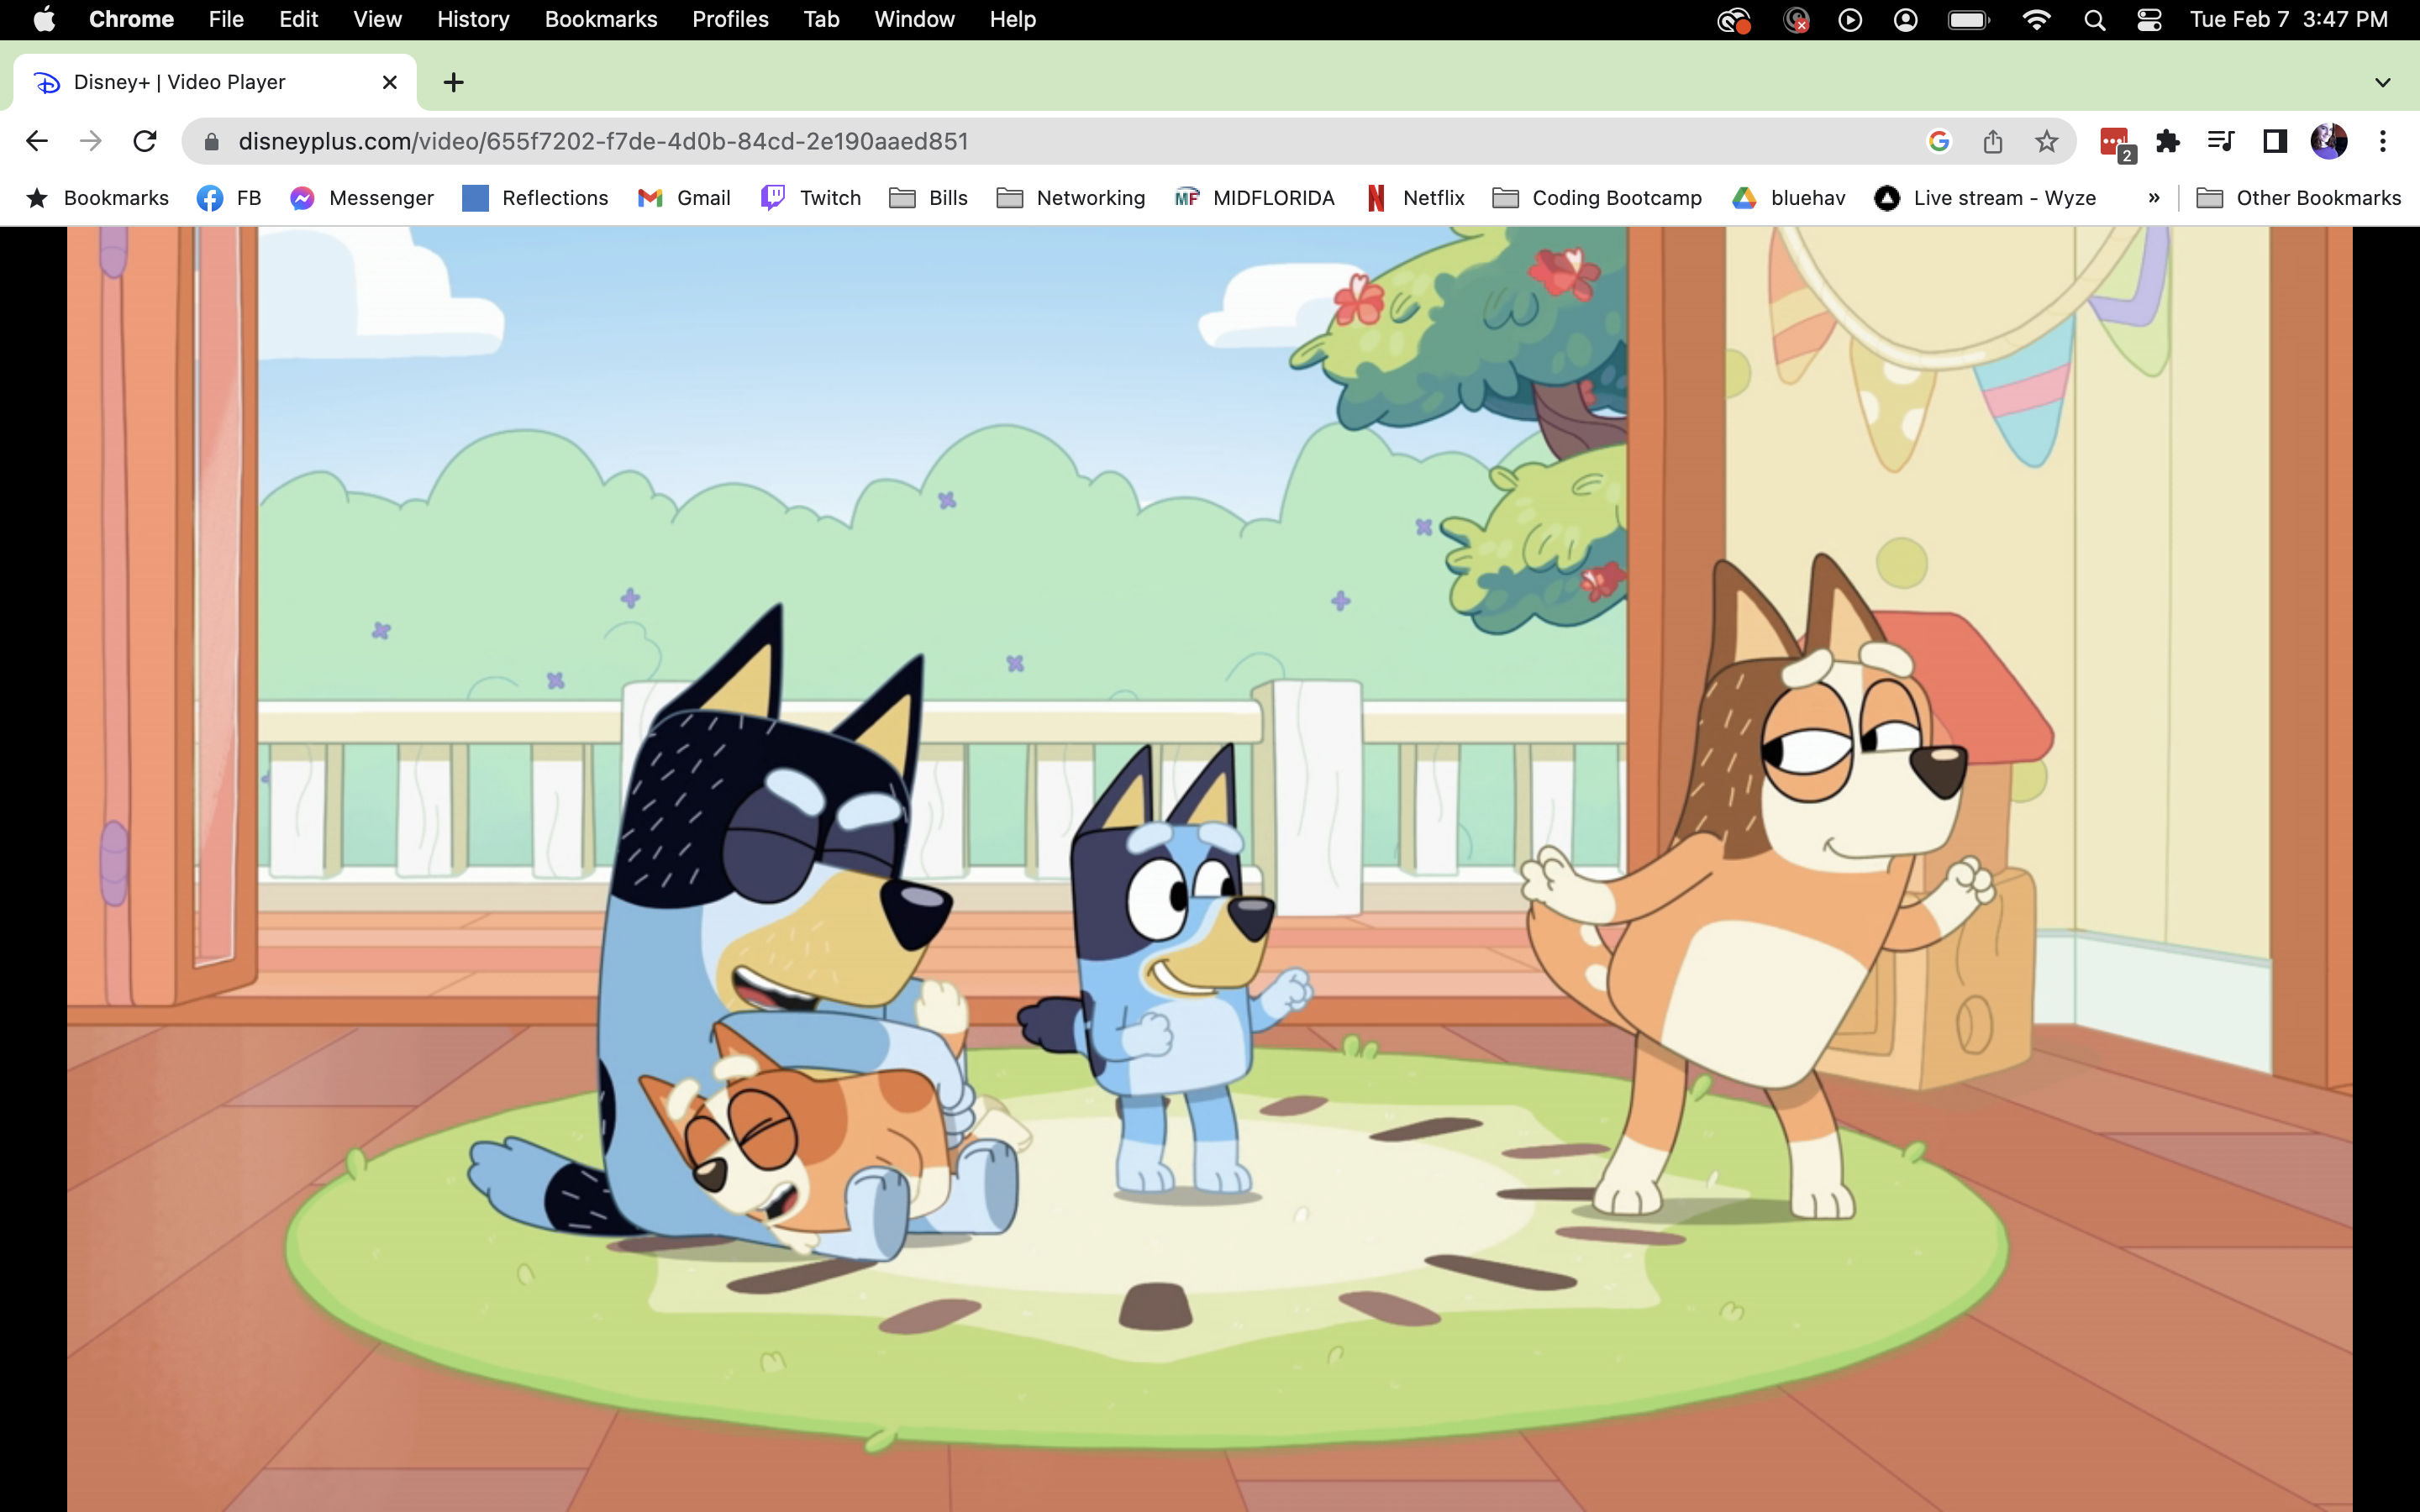 Chrome File Edit View History Bookmarks Profiles Tab Window Help Tue Feb 7 3:47 PM
Disney+ | Video Player
disneyplus.com/video/655f7202-f7de-4d0b-84cd-2e190aaed851 2
Bookmarks FB Messenger Reflections Gmail Twitch Bills Networking MF MIDFLORIDA Netflix Coding Bootcamp bluehav Live stream - Wyze » Other Bookmarks